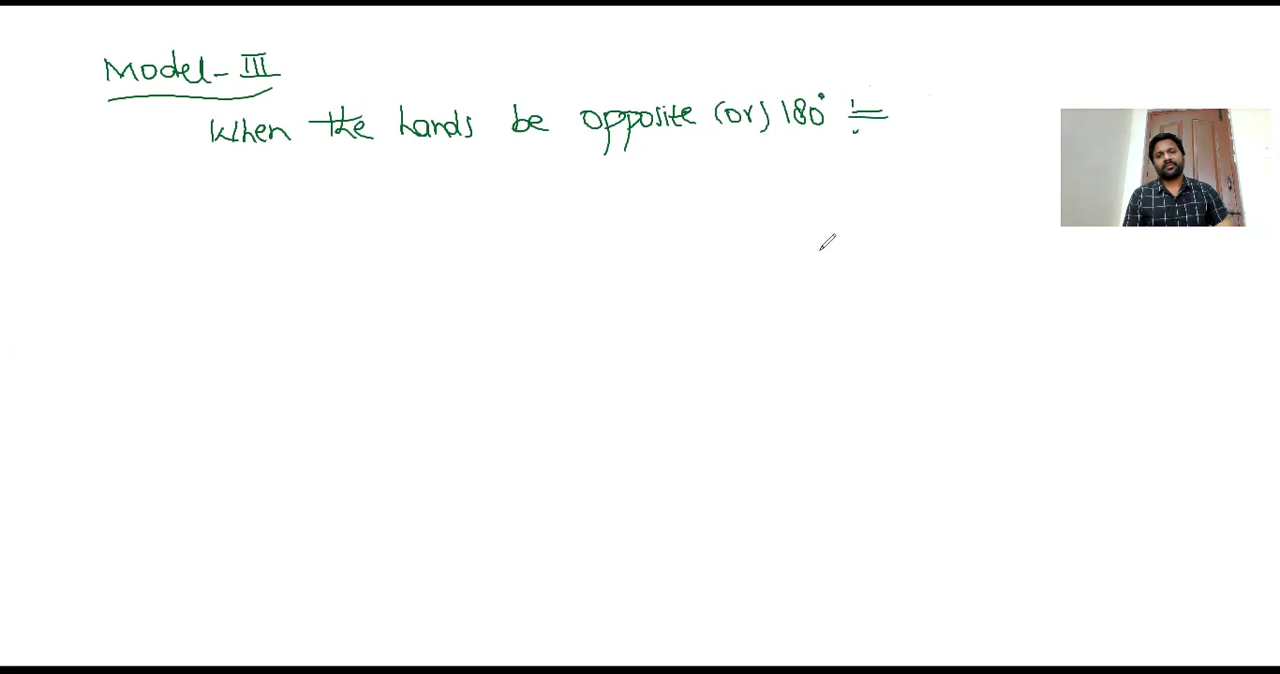 Model- III
When the hands be opposite (or) 180° :-